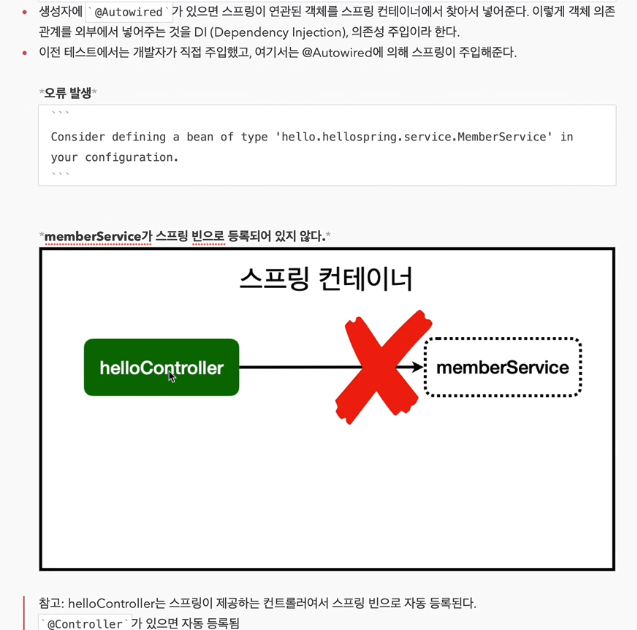 생성자에 `@Autowired`가 있으면 스프링이 연관된 객체를 스프링 컨테이너에서 찾아서 넣어준다. 이렇게 객체 의존
관계를 외부에서 넣어주는 것을 DI (Dependency Injection), 의존성 주입이라 한다.
이전 테스트에서는 개발자가 직접 주입했고, 여기서는 @Autowired에 의해 스프링이 주입해준다.
*오류 발생*
```
Consider defining a bean of type 'hello.hellospring.service.MemberService' in
your configuration.
```
*memberService가 스프링 빈으로 등록되어 있지 않다.*
스프링 컨테이너
helloController
memberService
참고: helloController는 스프링이 제공하는 컨트롤러여서 스프링 빈으로 자동 등록된다.
`@Controller`가 있으면 자동 등록됨